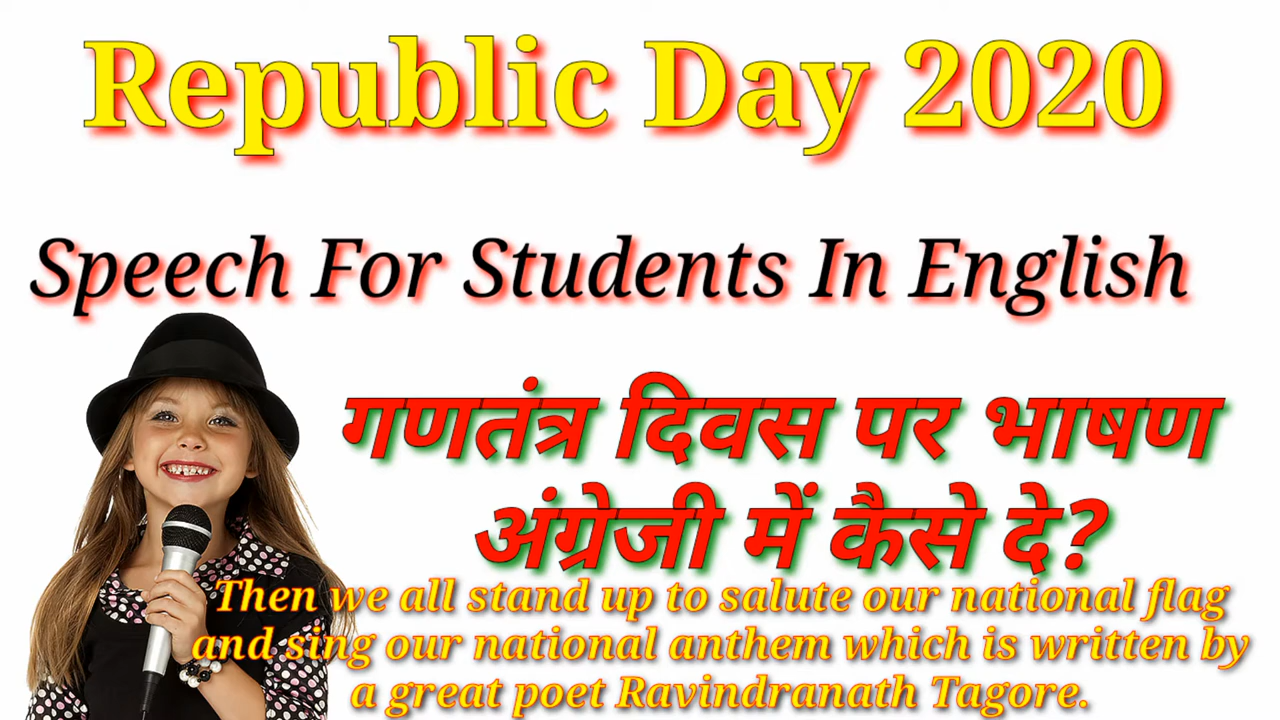 Republic Day 2020
Speech For Students In English
गणतंत्र दिवस पर भाषण
अंग्रेजी में कैसे दे?
Then we all stand up to salute our national flag
and sing our national anthem which is written by
a great poet Ravindranath Tagore.